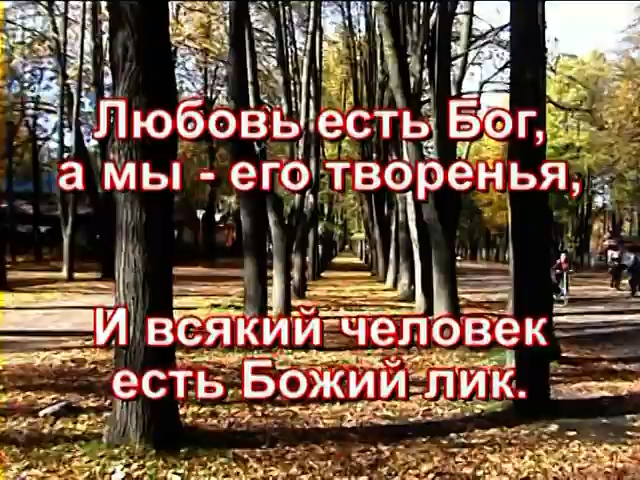 Любовь есть Бог,
а мы - его творенья,
И всякий человек
есть Божий лик.